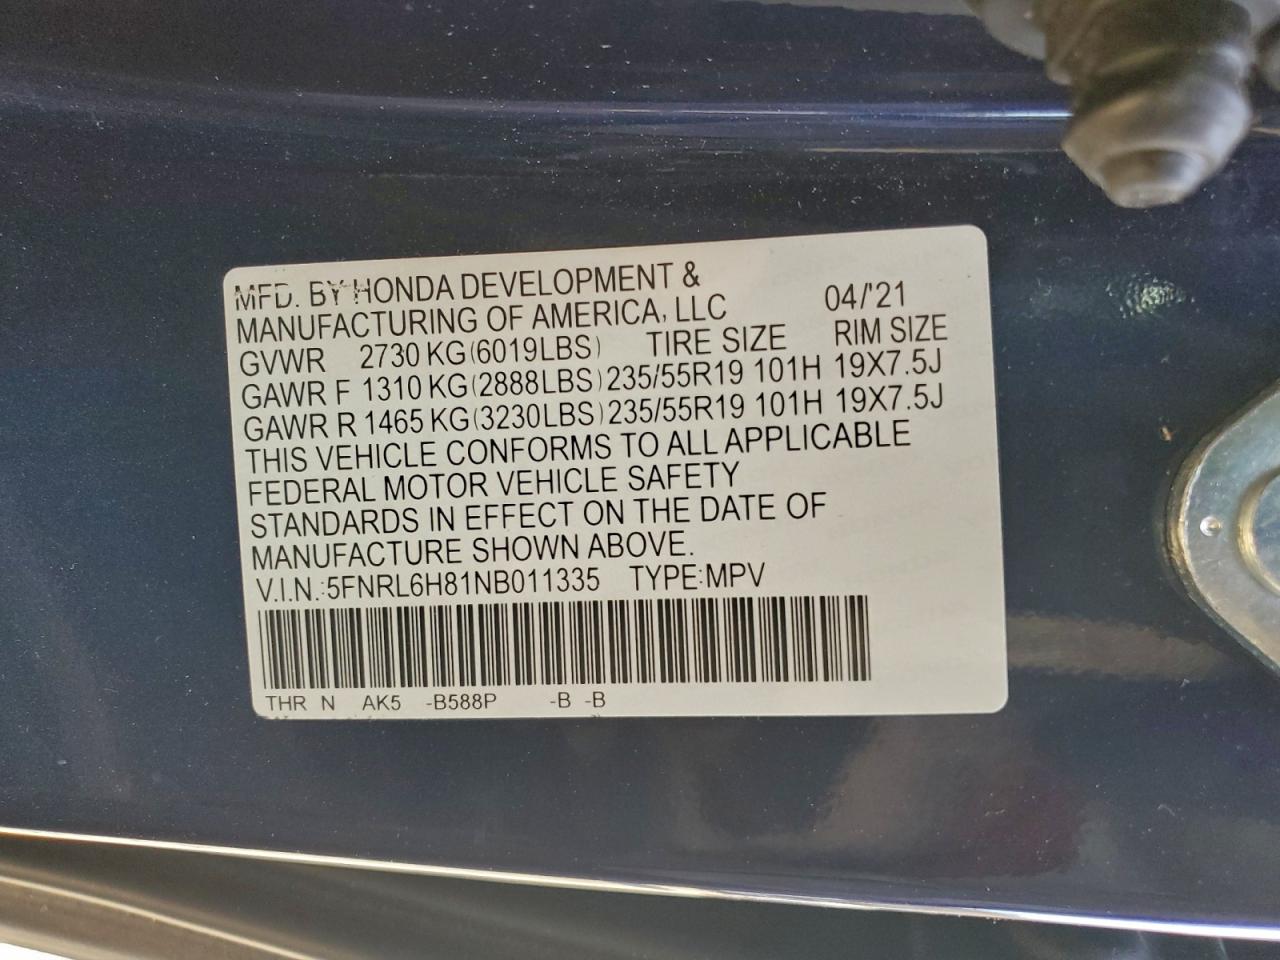 MFD. BY HONDA DEVELOPMENT &
MANUFACTURING OF AMERICA, LLC 04/'21
GVWR 2730 KG(6019LBS) TIRE SIZE RIM SIZE
GAWR F 1310 KG(2888LBS) 235/55R19 101H 19X7.5J
GAWR R 1465 KG(3230LBS) 235/55R19 101H 19X7.5J
THIS VEHICLE CONFORMS TO ALL APPLICABLE
FEDERAL MOTOR VEHICLE SAFETY
STANDARDS IN EFFECT ON THE DATE OF
MANUFACTURE SHOWN ABOVE.
V.I.N.:5FNRL6H81NB011335 TYPE:MPV
THR N AK5 -B588P -B -B